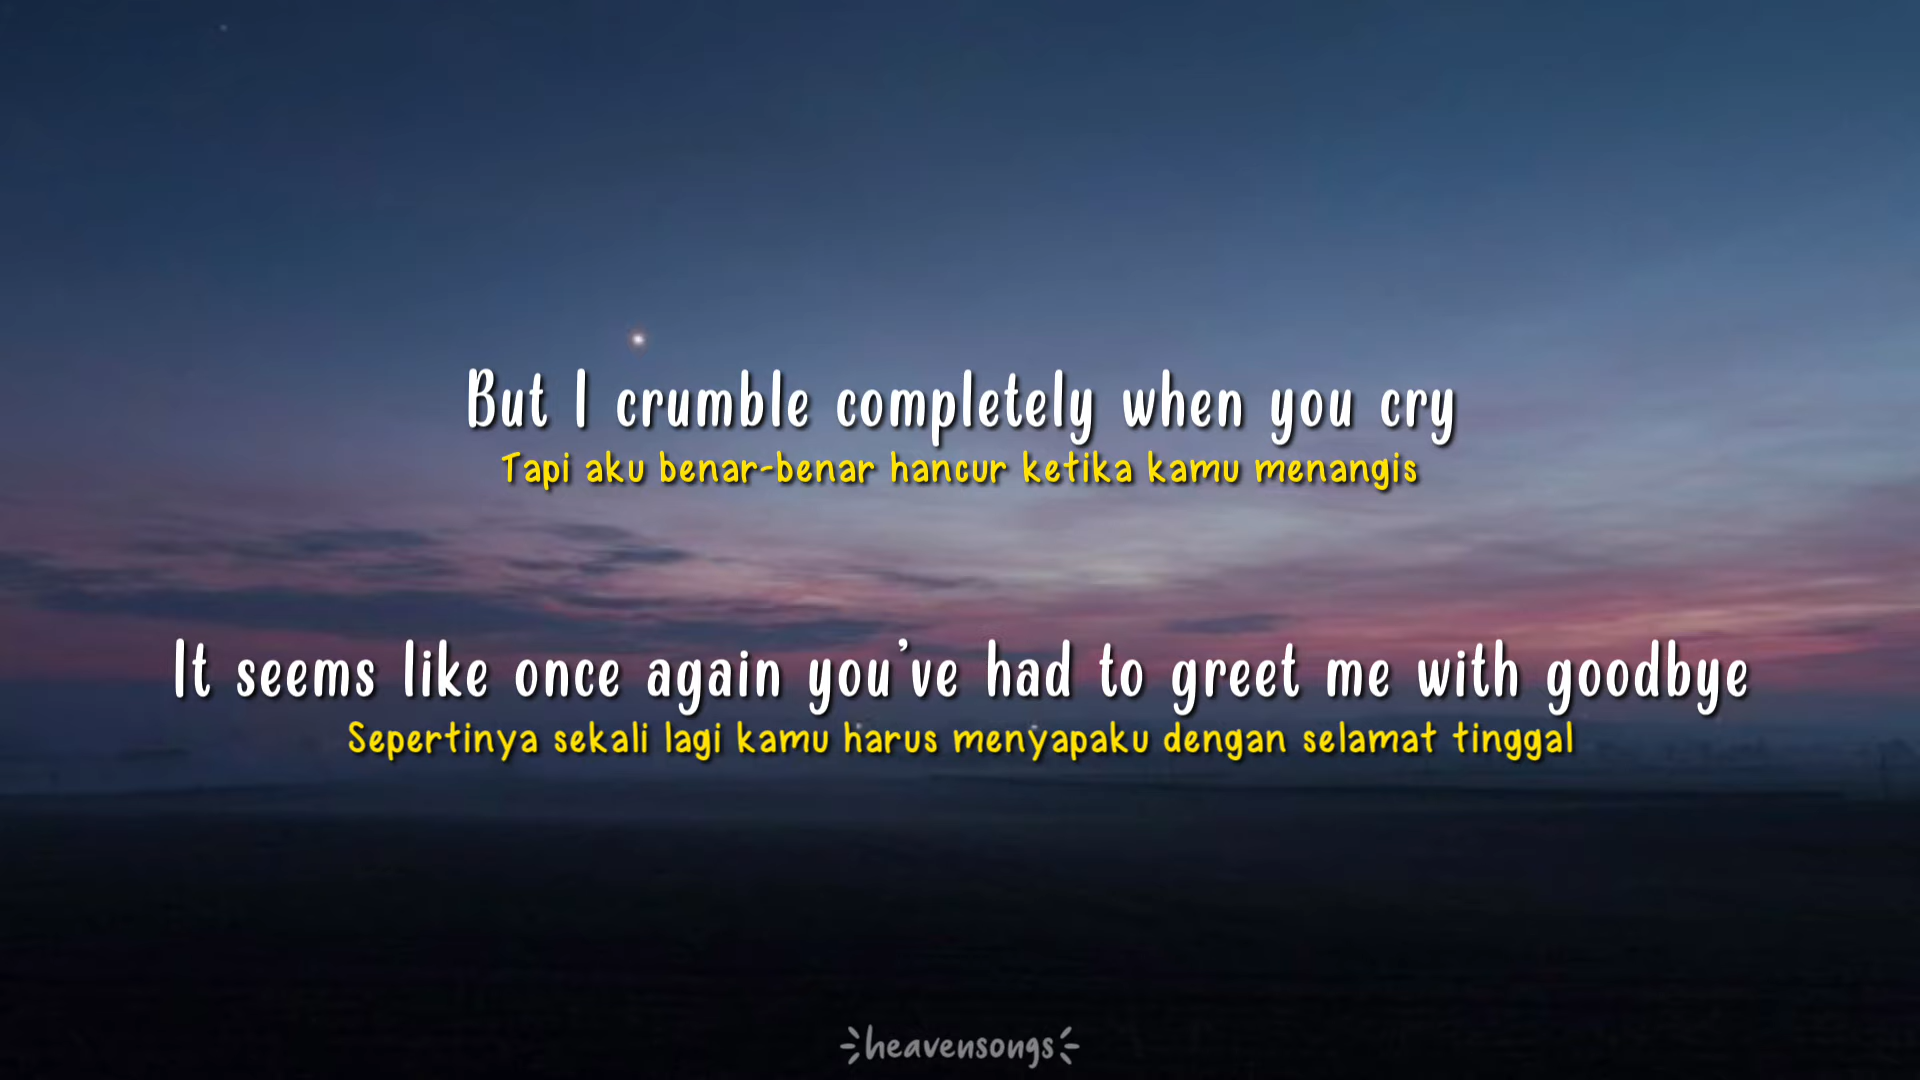 But I crumble completely when you cry
Tapi aku benar-benar hancur ketika kamu menangis
It seems like once again you've had to greet me with goodbye
Sepertinya sekali lagi kamu harus menyapaku dengan selamat tinggal
heavensongs